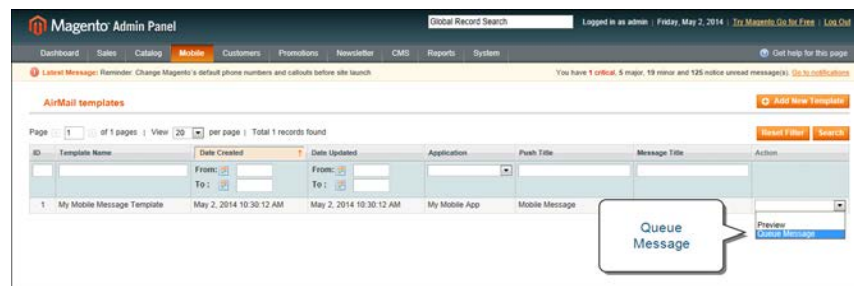 Magento Admin Panel
Global Record Search
Logged in as admin | Friday, May 2, 2014 | Try Magento Go for Free | Log Out
Dashboard Sales Catalog Mobile Customers Promotions Newsletter CMS Reports System Get help for this page
Latest Message: Reminder: Change Magento's default phone numbers and callouts before site launch You have 1 critical, 5 major, 19 minor and 125 notice unread message(s). Go to notifications
AirMail templates Add New Template
Page 1 of 1 pages | View 20 per page | Total 1 records found Reset Filter Search
ID Template Name Date Created Date Updated Application Push Title Message Title Action
From: From:
To : To :
1 My Mobile Message Template May 2, 2014 10:30:12 AM May 2, 2014 10:30:12 AM My Mobile App Mobile Message
Preview
Queue Message
Queue
Message